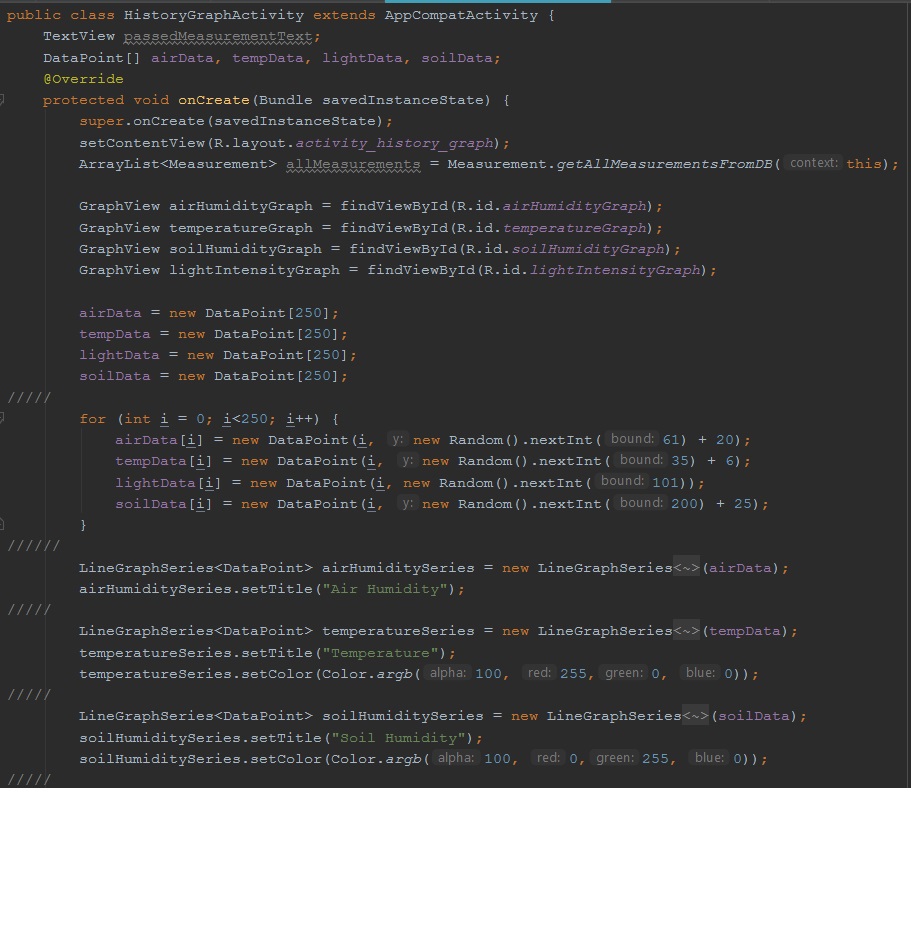 public class HistoryGraphActivity extends AppCompatActivity {
TextView passedMeasurementText;
DataPoint[] airData, tempData, lightData, soilData;
@Override
protected void onCreate(Bundle savedInstanceState) {
super.onCreate(savedInstanceState);
setContentView(R.layout.activity_history_graph);
ArrayList<Measurement> allMeasurements = Measurement.getAllMeasurementsFromDB( context: this);
GraphView airHumidityGraph = findViewById(R.id.airHumidityGraph);
GraphView temperatureGraph = findViewById(R.id.temperatureGraph);
GraphView soilHumidityGraph = findViewById(R.id.soilHumidityGraph);
GraphView lightIntensityGraph = findViewById(R.id.lightIntensityGraph);
airData = new DataPoint[250];
tempData = new DataPoint[250];
lightData = new DataPoint[250];
soilData = new DataPoint[250];
/////
for (int i = 0; i<250; i++) {
airData[i] = new DataPoint(i, y: new Random().nextInt( bound: 61) + 20);
tempData[i] = new DataPoint(i, y: new Random().nextInt( bound: 35) + 6);
lightData[i] = new DataPoint(i, new Random().nextInt( bound: 101));
soilData[i] = new DataPoint(i, y: new Random().nextInt( bound: 200) + 25);
}
//////
LineGraphSeries<DataPoint> airHumiditySeries = new LineGraphSeries<~>(airData);
airHumiditySeries.setTitle("Air Humidity");
/////
LineGraphSeries<DataPoint> temperatureSeries = new LineGraphSeries<~>(tempData);
temperatureSeries.setTitle("Temperature");
temperatureSeries.setColor(Color.argb( alpha: 100, red: 255, green: 0, blue: 0));
/////
LineGraphSeries<DataPoint> soilHumiditySeries = new LineGraphSeries<~>(soilData);
soilHumiditySeries.setTitle("Soil Humidity");
soilHumiditySeries.setColor(Color.argb( alpha: 100, red: 0, green: 255, blue: 0));
/////